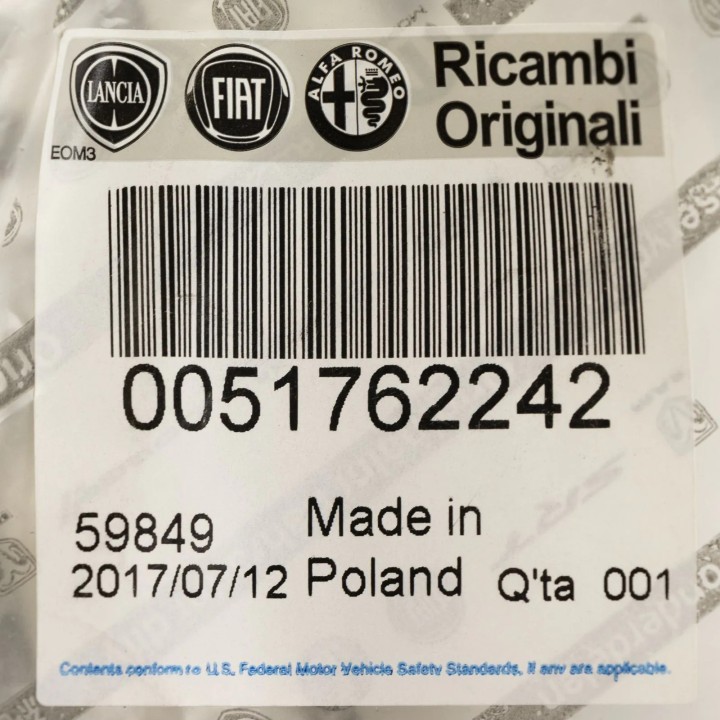 LANCIA
FIAT
ALFA ROMEO
Ricambi
Originali
EOM3
0051762242
59849
Made in
2017/07/12
Poland
Q'ta 001
Contents conform to U.S. Federal Motor Vehicle Safety Standards, if any are applicable.